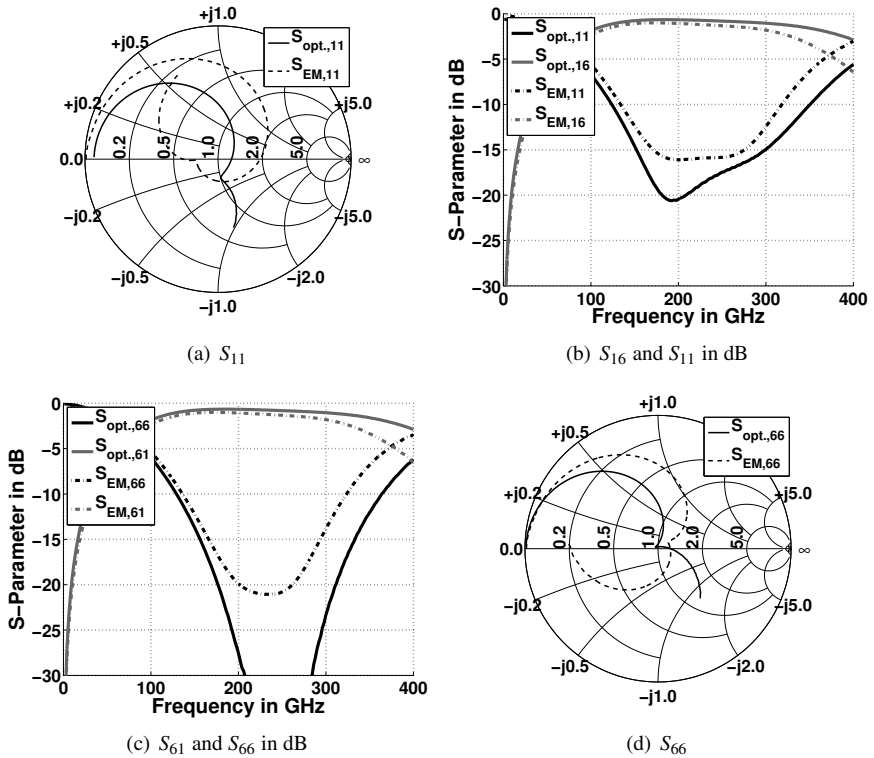 +j1.0
+j0.5
+j0.2
0.0
0.2
0.5
1.0
2.0
5.0
+j5.0
∞
−j0.2
−j5.0
−j0.5
−j2.0
−j1.0
S_opt.,11
S_EM,11
(a) S_11
0
−5
−10
−15
−20
−25
−30
S−Parameter in dB
S_opt.,11
S_opt.,16
S_EM,11
S_EM,16
0 100 200 300 400
Frequency in GHz
(b) S_16 and S_11 in dB
0
−5
−10
−15
−20
−25
−30
S−Parameter in dB
S_opt.,66
S_opt.,61
S_EM,66
S_EM,61
0 100 200 300 400
Frequency in GHz
(c) S_61 and S_66 in dB
+j1.0
+j0.5
+j0.2
0.0
0.2
0.5
1.0
2.0
5.0
+j5.0
∞
−j0.2
−j5.0
−j0.5
−j2.0
−j1.0
S_opt.,66
S_EM,66
(d) S_66